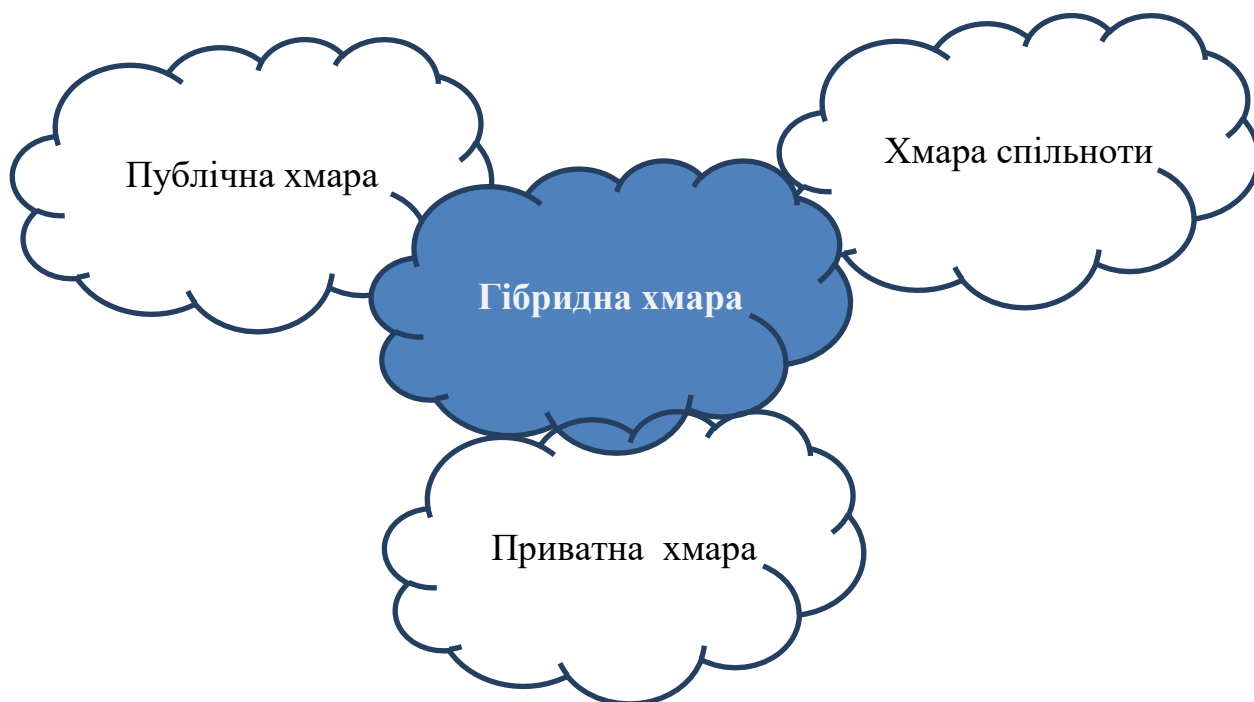 Публічна хмара
Хмара спільноти
Гібридна хмара
Приватна хмара